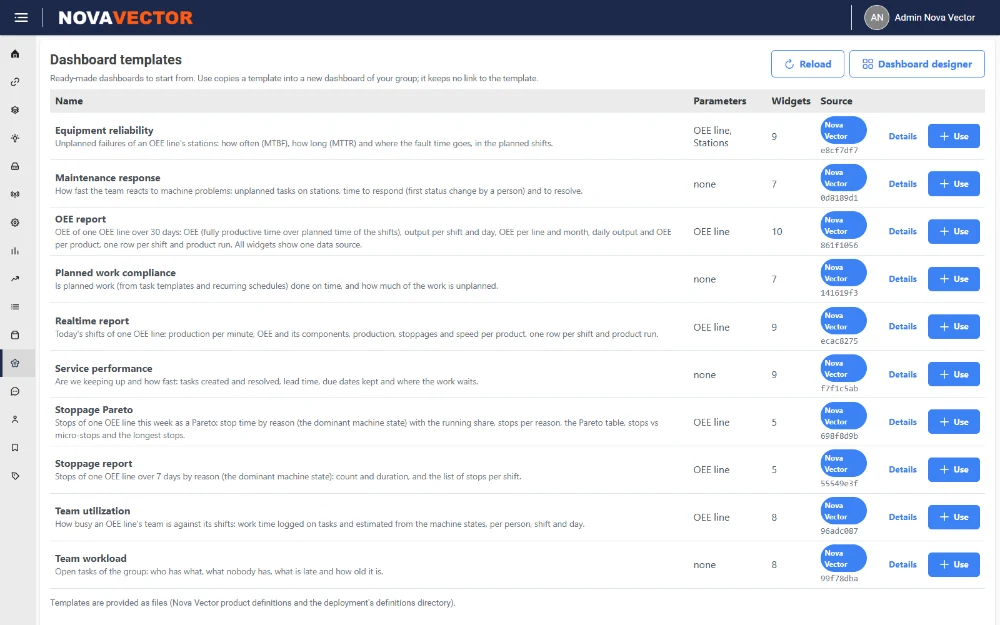 NOVAVECTOR
AN Admin Nova Vector
Dashboard templates
Ready-made dashboards to start from. Use copies a template into a new dashboard of your group; it keeps no link to the template.
Reload
Dashboard designer
Name Parameters Widgets Source
Equipment reliability
Unplanned failures of an OEE line's stations: how often (MTBF), how long (MTTR) and where the fault time goes, in the planned shifts.
OEE line,
Stations
9
Nova
Vector
e8cf7df7
Details
+ Use
Maintenance response
How fast the team reacts to machine problems: unplanned tasks on stations, time to respond (first status change by a person) and to resolve.
none
7
Nova
Vector
0d8189d1
Details
+ Use
OEE report
OEE of one OEE line over 30 days: OEE (fully productive time over planned time of the shifts), output per shift and day, OEE per line and month, daily output and OEE
per product, one row per shift and product run. All widgets show one data source.
OEE line
10
Nova
Vector
861f1056
Details
+ Use
Planned work compliance
Is planned work (from task templates and recurring schedules) done on time, and how much of the work is unplanned.
none
7
Nova
Vector
141619f3
Details
+ Use
Realtime report
Today's shifts of one OEE line: production per minute, OEE and its components, production, stoppages and speed per product, one row per shift and product run.
OEE line
9
Nova
Vector
ecac8275
Details
+ Use
Service performance
Are we keeping up and how fast: tasks created and resolved, lead time, due dates kept and where the work waits.
none
9
Nova
Vector
f7f1c5ab
Details
+ Use
Stoppage Pareto
Stops of one OEE line this week as a Pareto: stop time by reason (the dominant machine state) with the running share, stops per reason, the Pareto table, stops vs
micro-stops and the longest stops.
OEE line
5
Nova
Vector
698f8d9b
Details
+ Use
Stoppage report
Stops of one OEE line over 7 days by reason (the dominant machine state): count and duration, and the list of stops per shift.
OEE line
5
Nova
Vector
55549e3f
Details
+ Use
Team utilization
How busy an OEE line's team is against its shifts: work time logged on tasks and estimated from the machine states, per person, shift and day.
OEE line
8
Nova
Vector
96adc087
Details
+ Use
Team workload
Open tasks of the group: who has what, what nobody has, what is late and how old it is.
none
8
Nova
Vector
99f78dba
Details
+ Use
Templates are provided as files (Nova Vector product definitions and the deployment's definitions directory).